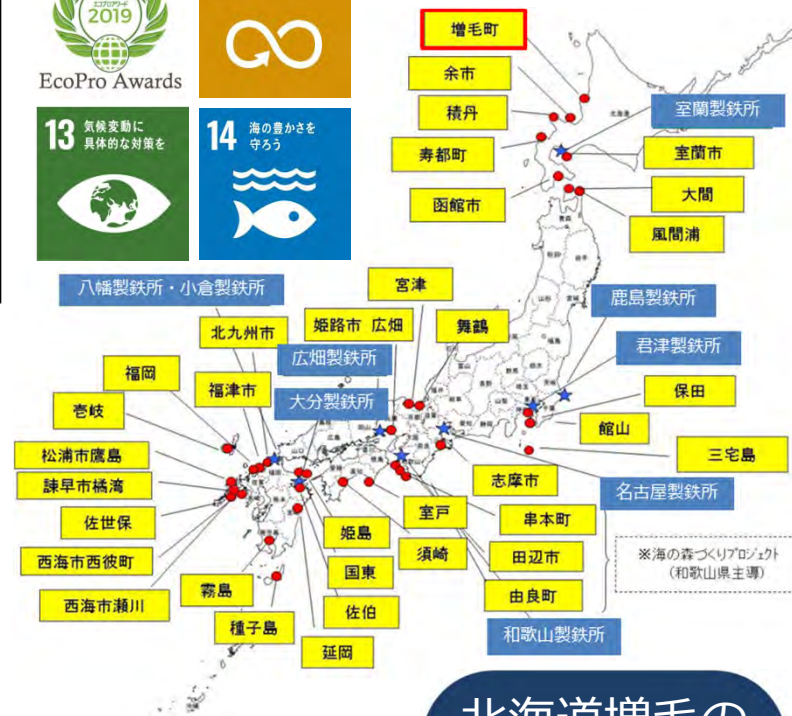 2019
EcoPro Awards
13 気候変動に
具体的な対策を
14 海の豊かさを
守ろう
増毛町
余市
積丹
寿都町
函館市
室蘭製鉄所
室蘭市
大間
風間浦
北海道
青森
八幡製鉄所・小倉製鉄所
宮津
北九州市
姫路市 広畑
舞鶴
鹿島製鉄所
広畑製鉄所
君津製鉄所
福岡
福津市
大分製鉄所
保田
壱岐
館山
松浦市鷹島
三宅島
諫早市橘湾
志摩市
名古屋製鉄所
佐世保
室戸
串本町
姫島
西海市西彼町
須崎
田辺市
※海の森づくりプロジェクト
(和歌山県主導)
国東
霧島
由良町
西海市瀬川
佐伯
種子島
和歌山製鉄所
延岡
北海道増毛の